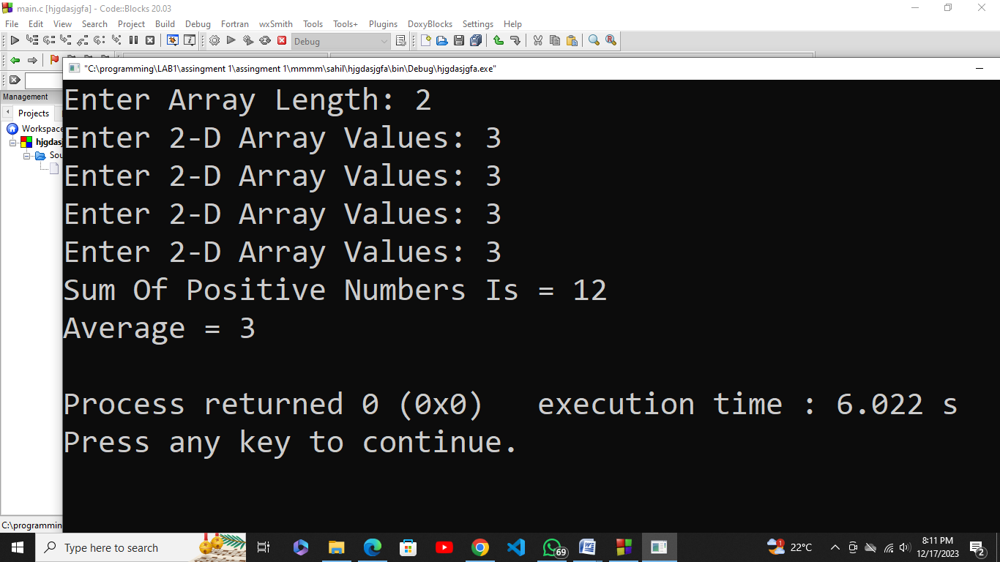 main.c [hjgdasjgfa] - Code::Blocks 20.03
File Edit View Search Project Build Debug Fortran wxSmith Tools Tools+ Plugins DoxyBlocks Settings Help
Debug
"C:\programming\LAB1\assingment 1\assingment 1\mmmm\sahil\hjgdasjgfa\bin\Debug\hjgdasjgfa.exe"
Management
Projects
Workspace
hjgdasj
Sou
Enter Array Length: 2
Enter 2-D Array Values: 3
Enter 2-D Array Values: 3
Enter 2-D Array Values: 3
Enter 2-D Array Values: 3
Sum Of Positive Numbers Is = 12
Average = 3
Process returned 0 (0x0)   execution time : 6.022 s
Press any key to continue.
C:\programmin
Type here to search
69
1
22°C
8:11 PM
12/17/2023
2